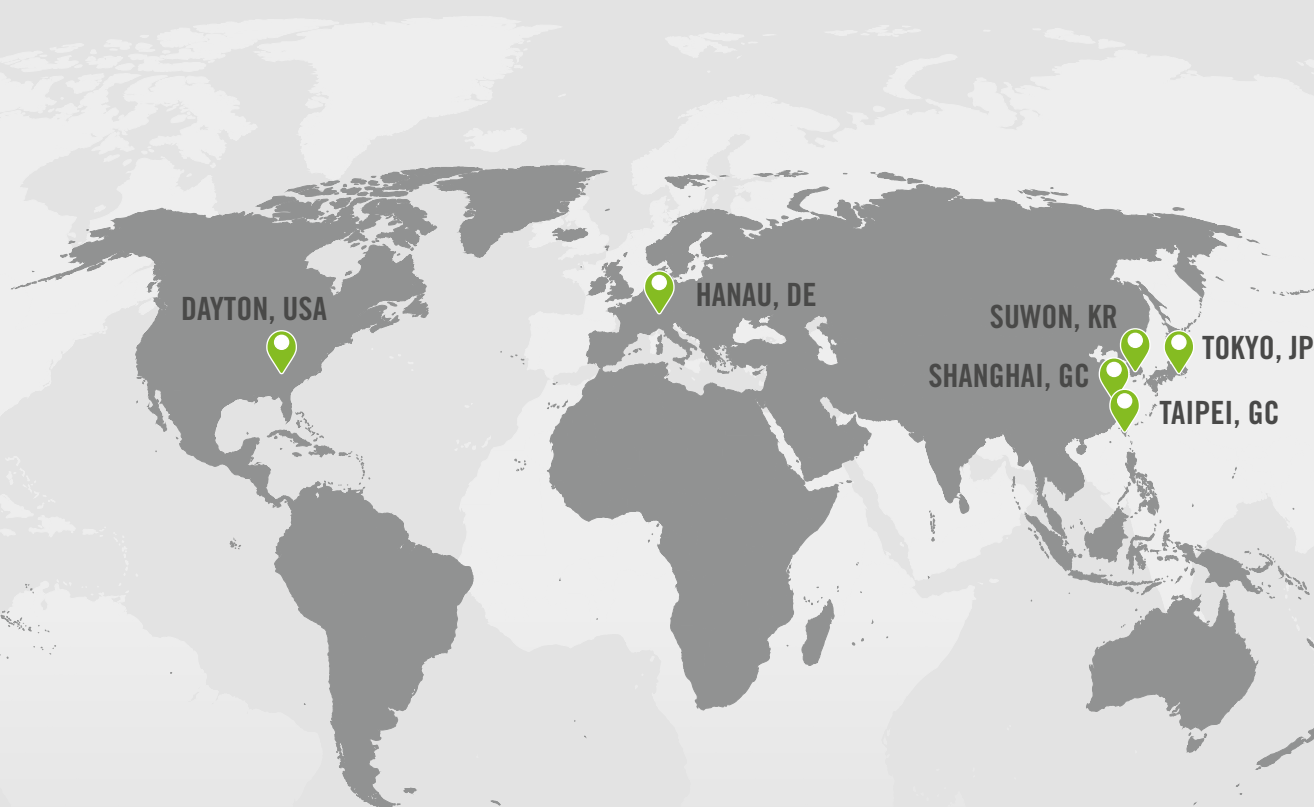 DAYTON, USA
HANAU, DE
SUWON, KR
TOKYO, JP
SHANGHAI, GC
TAIPEI, GC